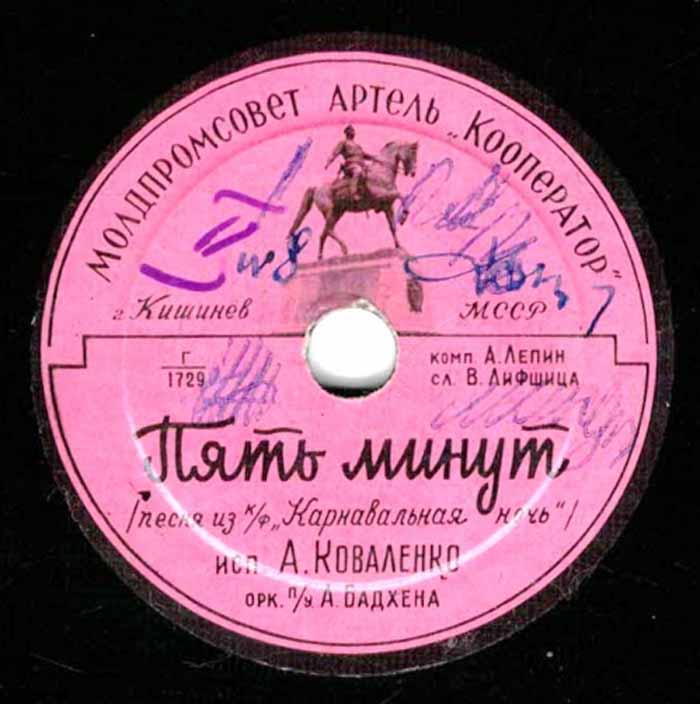 Молдпромсовет Артель „Кооператор"
г Кишинев МССР
Г
1729
комп. А. Лепин
сл. В. Лифшица
Пять минут
/песня из к/ф „Карнавальная ночь"/
исп А. Коваленко
орк. п/у. А. Бадхена